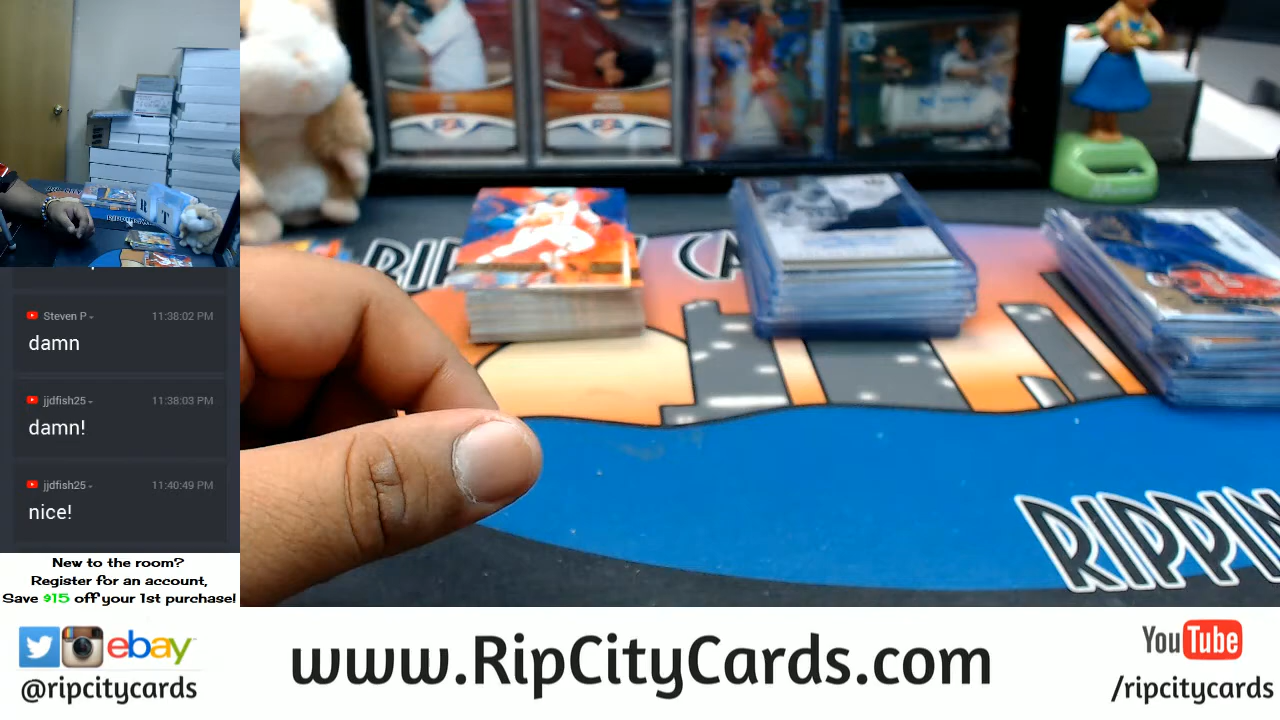 Steven P 11:38:02 PM
damn
jjdfish25 11:38:03 PM
damn!
jjdfish25 11:40:49 PM
nice!
New to the room?
Register for an account,
Save $15 off your 1st purchase!
RIPPIN
ebay
@ripcitycards
www.RipCityCards.com
YouTube
/ripcitycards